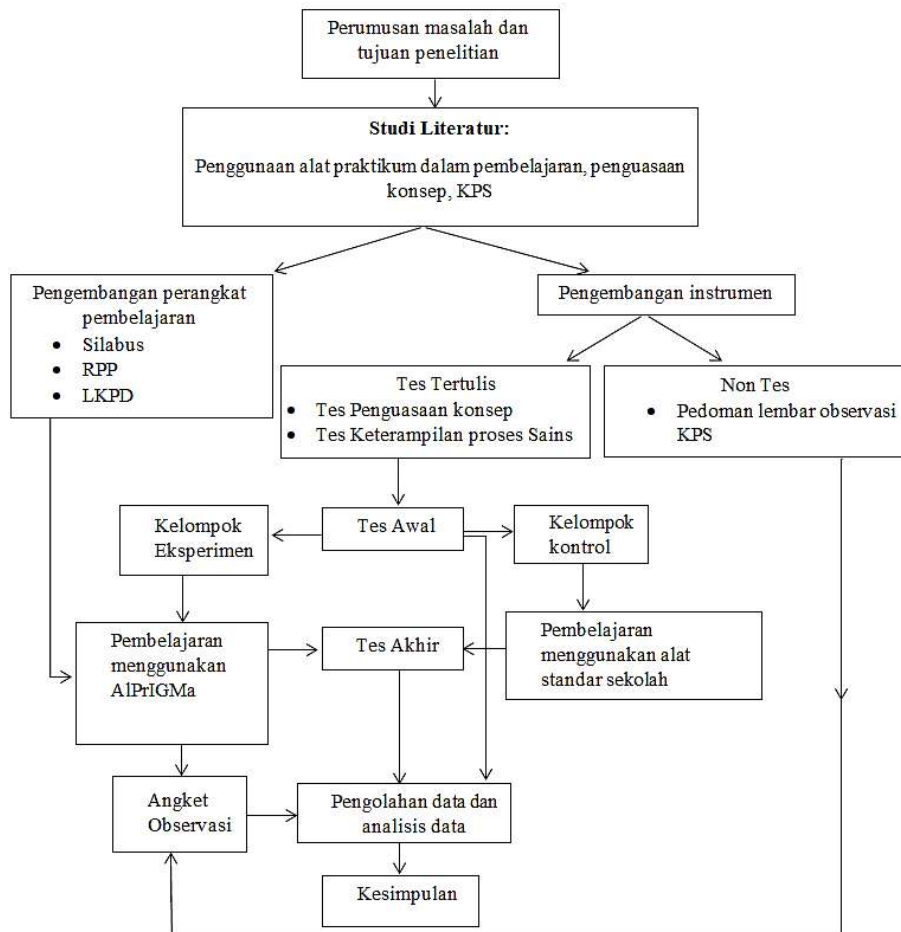 Perumusan masalah dan
tujuan penelitian
Studi Literatur:
Penggunaan alat praktikum dalam pembelajaran, penguasaan
konsep, KPS
Pengembangan perangkat
pembelajaran
• Silabus
• RPP
• LKPD
Pengembangan instrumen
Tes Tertulis
• Tes Penguasaan konsep
• Tes Keterampilan proses Sains
Non Tes
• Pedoman lembar observasi
KPS
Kelompok
Eksperimen
Tes Awal
Kelompok
kontrol
Pembelajaran
menggunakan
AlPrIGMa
Tes Akhir
Pembelajaran
menggunakan alat
standar sekolah
Angket
Observasi
Pengolahan data dan
analisis data
Kesimpulan